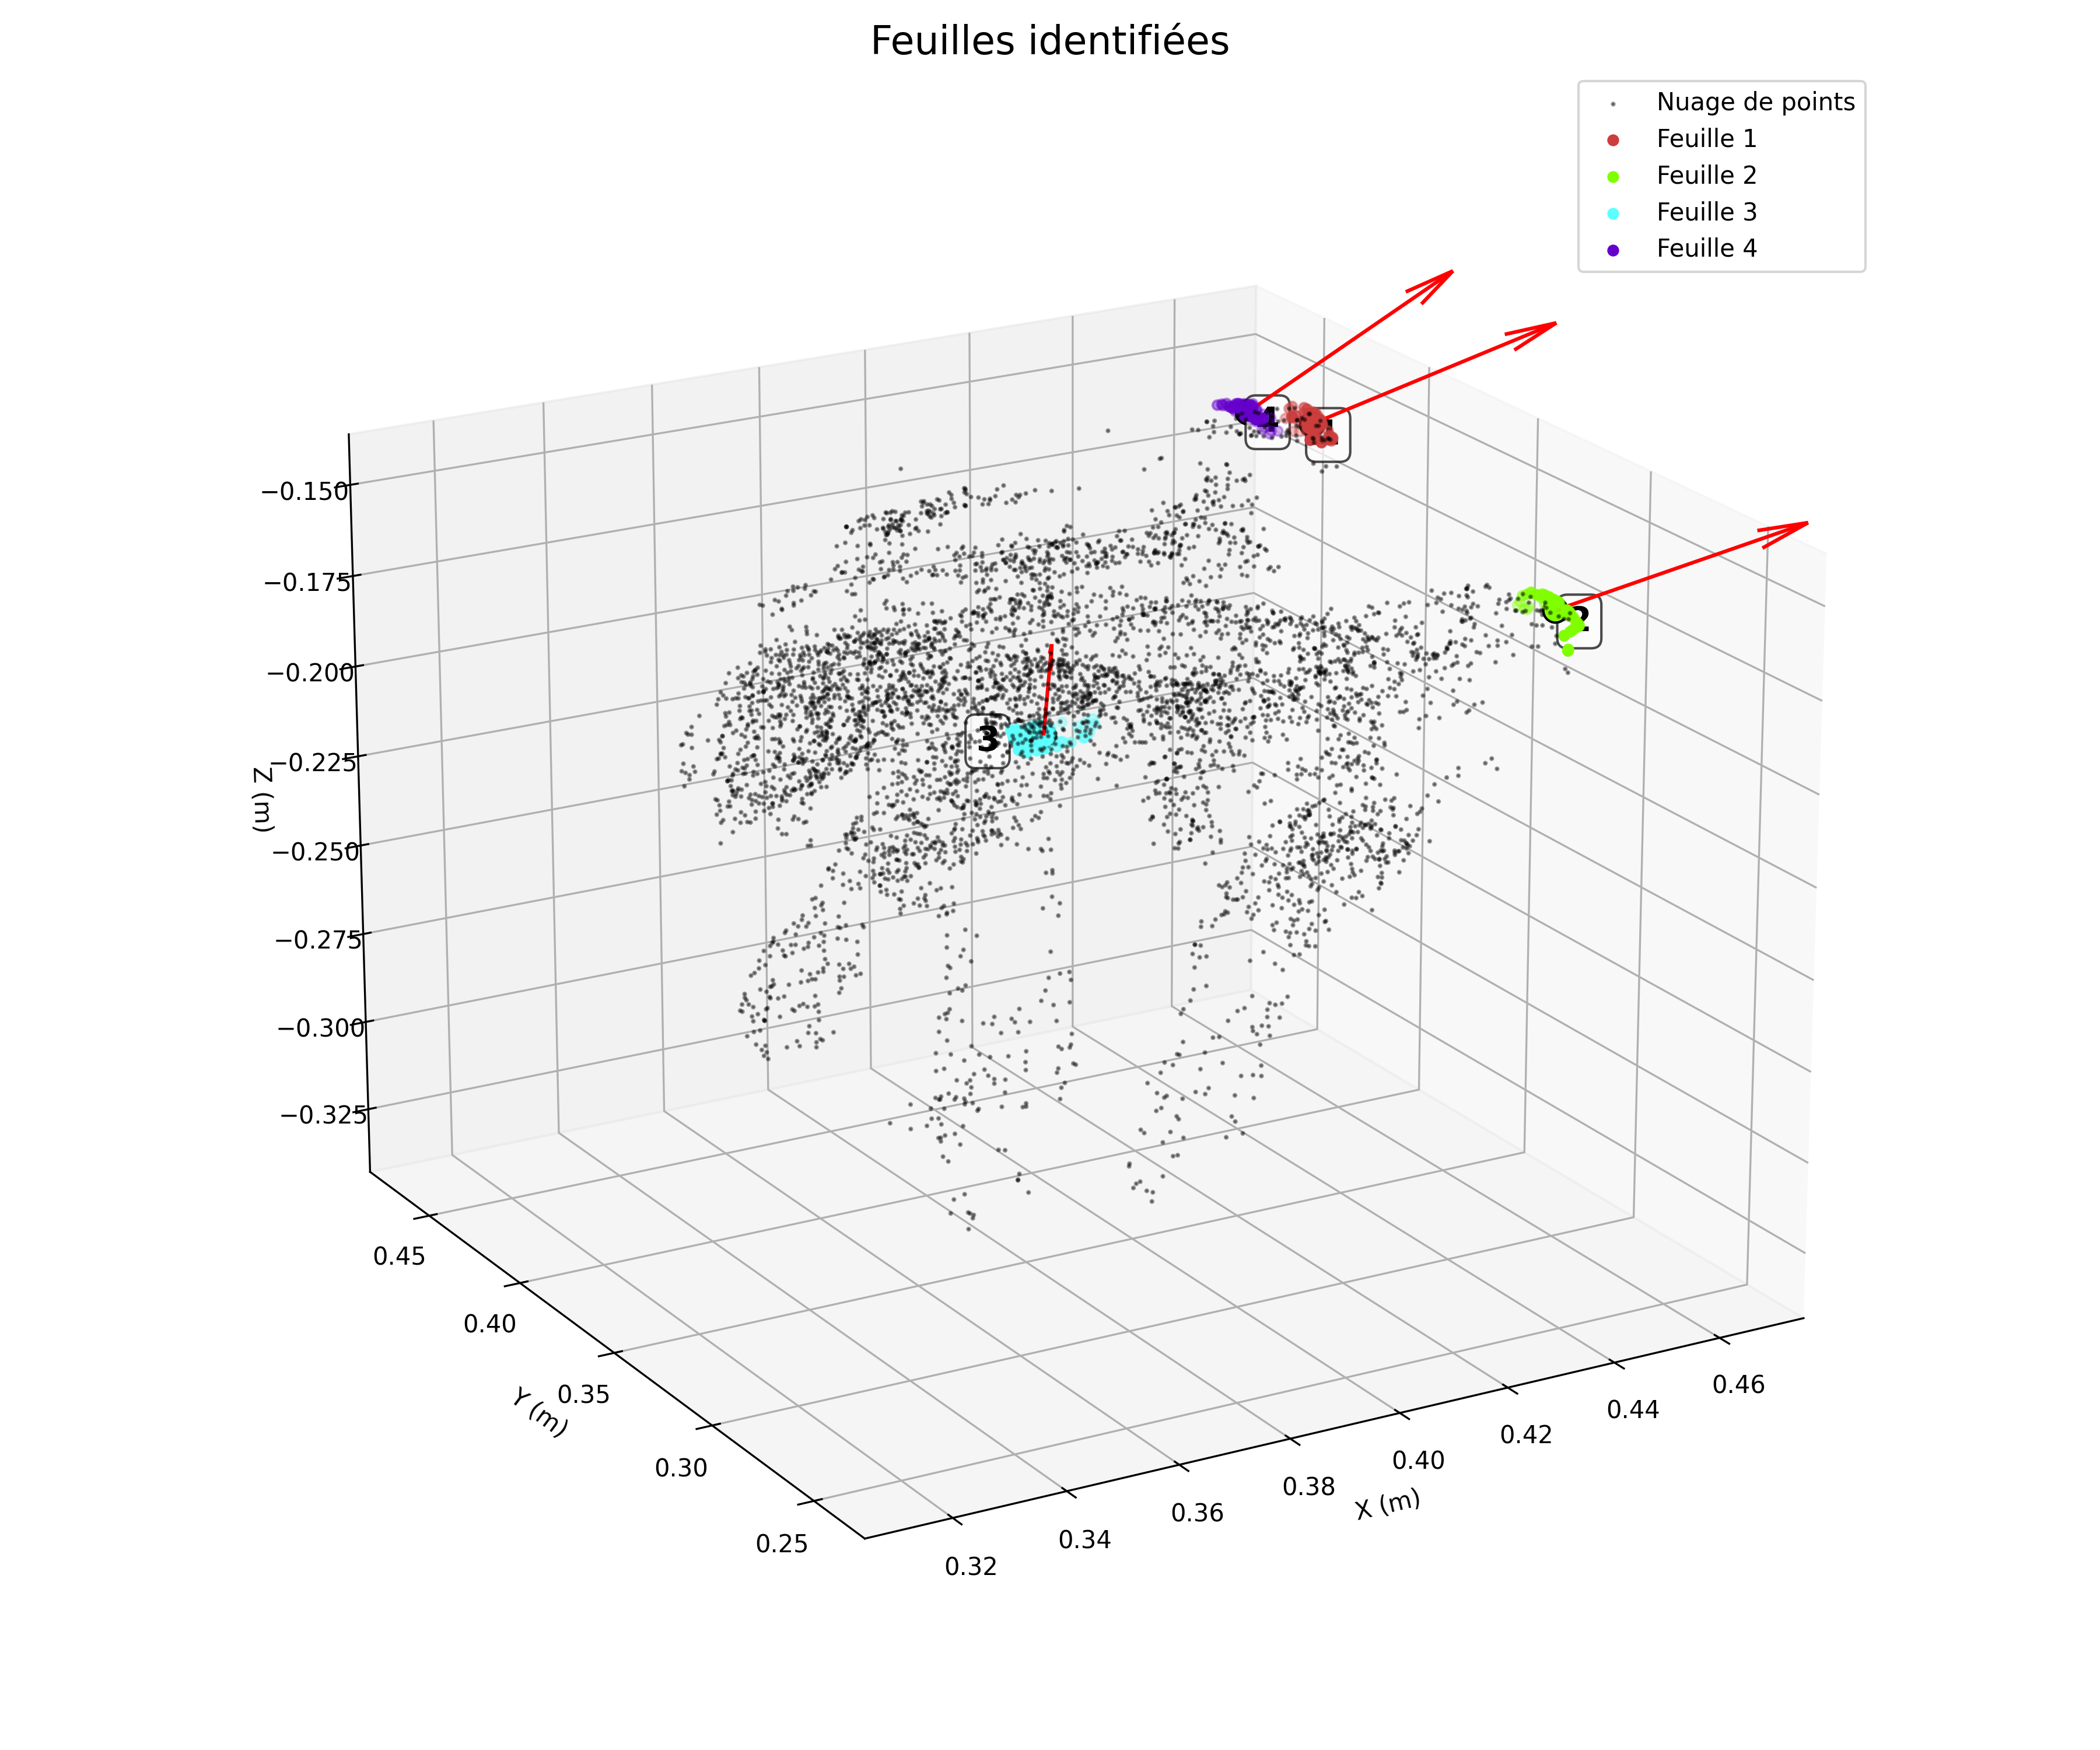 Feuilles identifiées
Nuage de points
Feuille 1
Feuille 2
Feuille 3
Feuille 4
4
2
3
−0.150
−0.175
−0.200
−0.225
−0.250
−0.275
−0.300
−0.325
Z (m)
0.45
0.40
0.35
0.30
0.25
Y (m)
0.32
0.34
0.36
0.38
0.40
0.42
0.44
0.46
X (m)